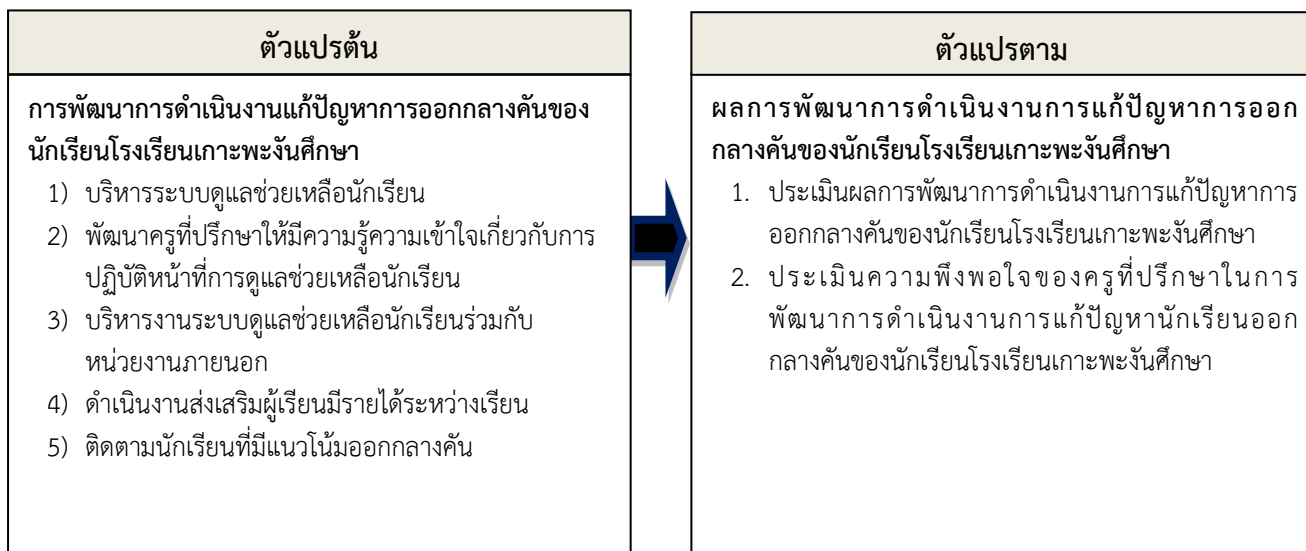 ตัวแปรต้น
การพัฒนาการดำเนินงานแก้ปัญหาการออกกลางคันของ
นักเรียนโรงเรียนเกาะพะงันศึกษา
1) บริหารระบบดูแลช่วยเหลือนักเรียน
2) พัฒนาครูที่ปรึกษาให้มีความรู้ความเข้าใจเกี่ยวกับการ
ปฏิบัติหน้าที่การดูแลช่วยเหลือนักเรียน
3) บริหารงานระบบดูแลช่วยเหลือนักเรียนร่วมกับ
หน่วยงานภายนอก
4) ดำเนินงานส่งเสริมผู้เรียนมีรายได้ระหว่างเรียน
5) ติดตามนักเรียนที่มีแนวโน้มออกกลางคัน
ตัวแปรตาม
ผลการพัฒนาการดำเนินงานการแก้ปัญหาการออก
กลางคันของนักเรียนโรงเรียนเกาะพะงันศึกษา
1. ประเมินผลการพัฒนาการดำเนินงานการแก้ปัญหาการ
ออกกลางคันของนักเรียนโรงเรียนเกาะพะงันศึกษา
2. ประเมินความพึงพอใจของครูที่ปรึกษาในการ
พัฒนาการดำเนินงานการแก้ปัญหานักเรียนออก
กลางคันของนักเรียนโรงเรียนเกาะพะงันศึกษา